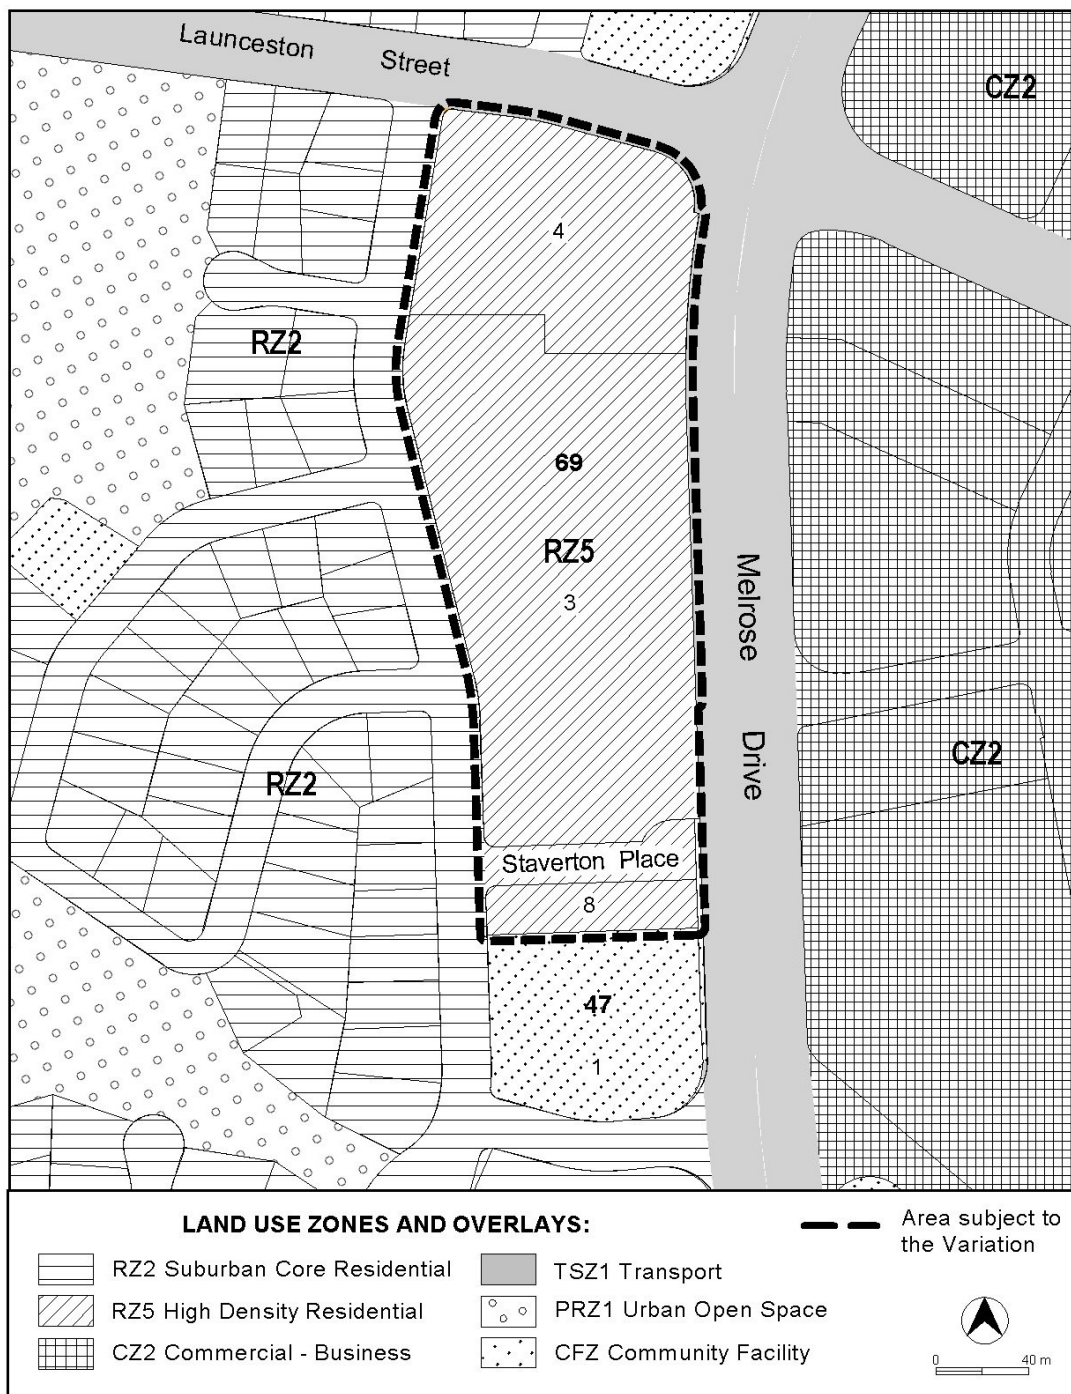 Launceston Street
CZ2
4
RZ2
69
RZ5
3
Melrose Drive
RZ2
CZ2
Staverton Place
8
47
1
LAND USE ZONES AND OVERLAYS:
RZ2 Suburban Core Residential
RZ5 High Density Residential
CZ2 Commercial - Business
TSZ1 Transport
PRZ1 Urban Open Space
CFZ Community Facility
Area subject to
the Variation
0 40 m